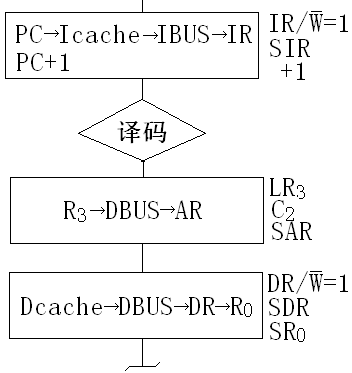 PC→Icache→IBUS→IR
PC+1
IR/W̅=1
SIR
+1
译码
R₃→DBUS→AR
LR₃
C₂
SAR
Dcache→DBUS→DR→R₀
DR/W̅=1
SDR
SR₀